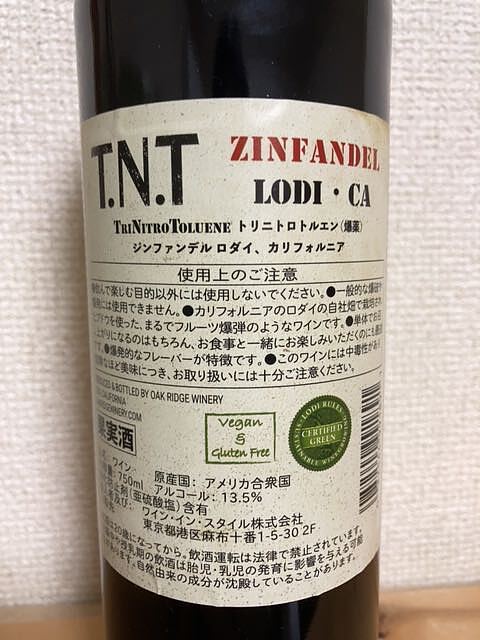 T.N.T ZINFANDEL
LODI・CA
TRINITROTOLUENE トリニトロトルエン(爆薬)
ジンファンデル ロダイ、カリフォルニア
使用上のご注意
飲んで楽しむ目的以外には使用しないでください。●一般的な爆破や
には使用できません。●カリフォルニアのロダイの自社畑で栽培され
ブドウを使った、まるでフルーツ爆弾のようなワインです。●単体でお召
上がりになるのはもちろん、お食事と一緒にお楽しみいただくのにも最適
●爆発的なフレーバーが特徴です。●このワインには中毒性があり
なほど美味につき、お取り扱いには十分ご注意ください。
& BOTTLED BY OAK RIDGE WINERY
CALIFORNIA
WINERY.COM
果実酒
Vegan
&
Gluten Free
LODI RULES
CERTIFIED
GREEN
SUSTAINABLE WINEGROWING
ワイン
750ml
原産国:アメリカ合衆国
アルコール:13.5%
(亜硫酸塩)含有
ワイン・イン・スタイル株式会社
東京都港区麻布十番1-5-30 2F
20歳になってから。飲酒運転は法律で禁止されています。
乳期の飲酒は胎児・乳児の発育に影響を与える可能
ます。自然由来の成分が沈殿していることがあります。